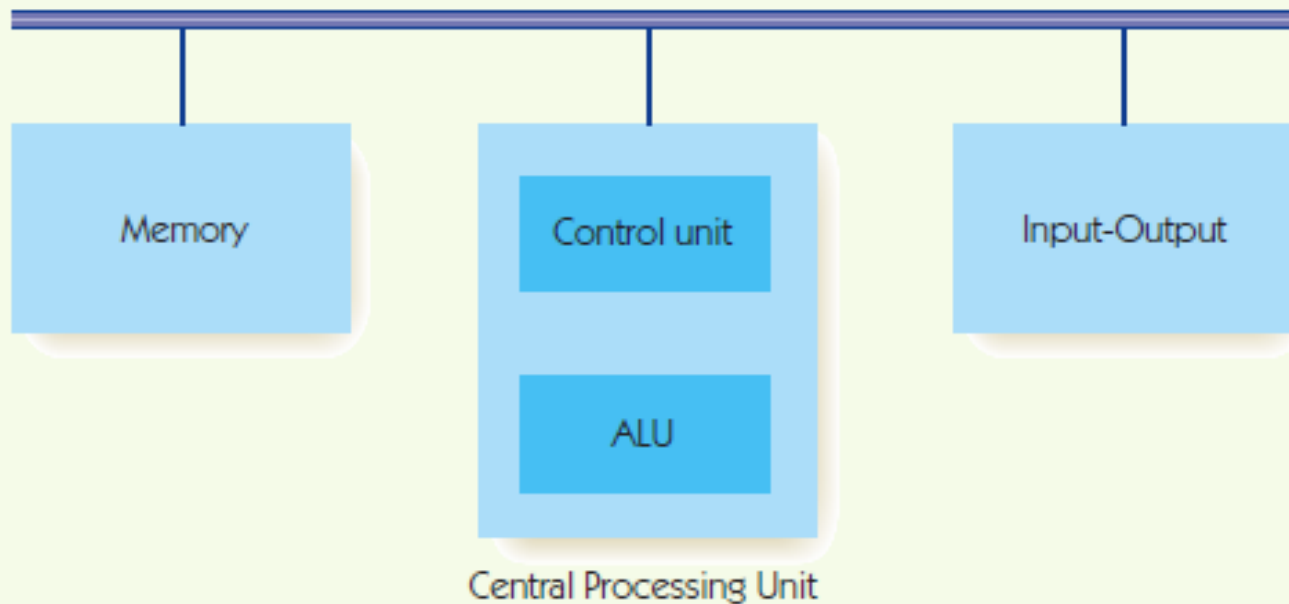 Memory
Control unit
Input-Output
ALU
Central Processing Unit